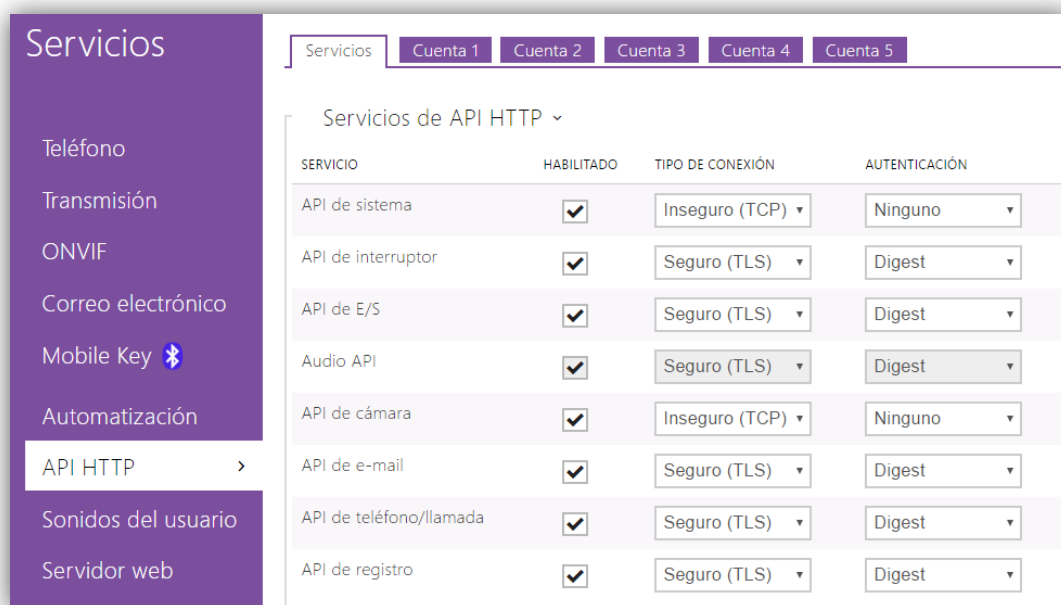 Servicios
Teléfono
Transmisión
ONVIF
Correo electrónico
Mobile Key
Automatización
API HTTP
Sonidos del usuario
Servidor web
Servicios Cuenta 1 Cuenta 2 Cuenta 3 Cuenta 4 Cuenta 5
Servicios de API HTTP
SERVICIO HABILITADO TIPO DE CONEXIÓN AUTENTICACIÓN
API de sistema Inseguro (TCP) Ninguno
API de interruptor Seguro (TLS) Digest
API de E/S Seguro (TLS) Digest
Audio API Seguro (TLS) Digest
API de cámara Inseguro (TCP) Ninguno
API de e-mail Seguro (TLS) Digest
API de teléfono/llamada Seguro (TLS) Digest
API de registro Seguro (TLS) Digest